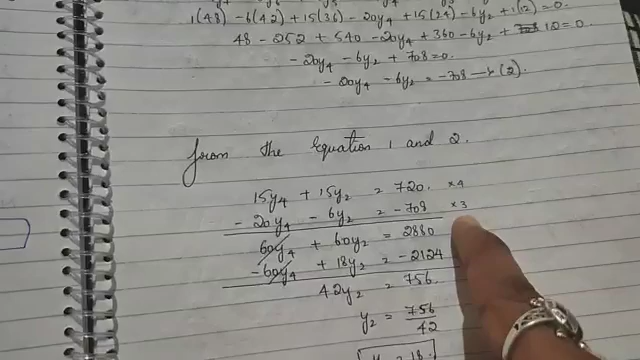 1(48) - 6(42) + 15(36) - 20y4 + 15(24) - 6y2 + 1(12) = 0.
48 - 252 + 540 - 20y4 + 360 - 6y2 + 12 = 0.
- 20y4 - 6y2 + 708 = 0.
- 20y4 - 6y2 = -708 → (2).
from the Equation 1 and 2.
15y4 + 15y2 = 720. ×4
- 20y4 - 6y2 = -708 ×3
60y4 + 60y2 = 2880
- 60y4 + 18y2 = -2124
42y2 = 756.
y2 = 756
42
= 18.